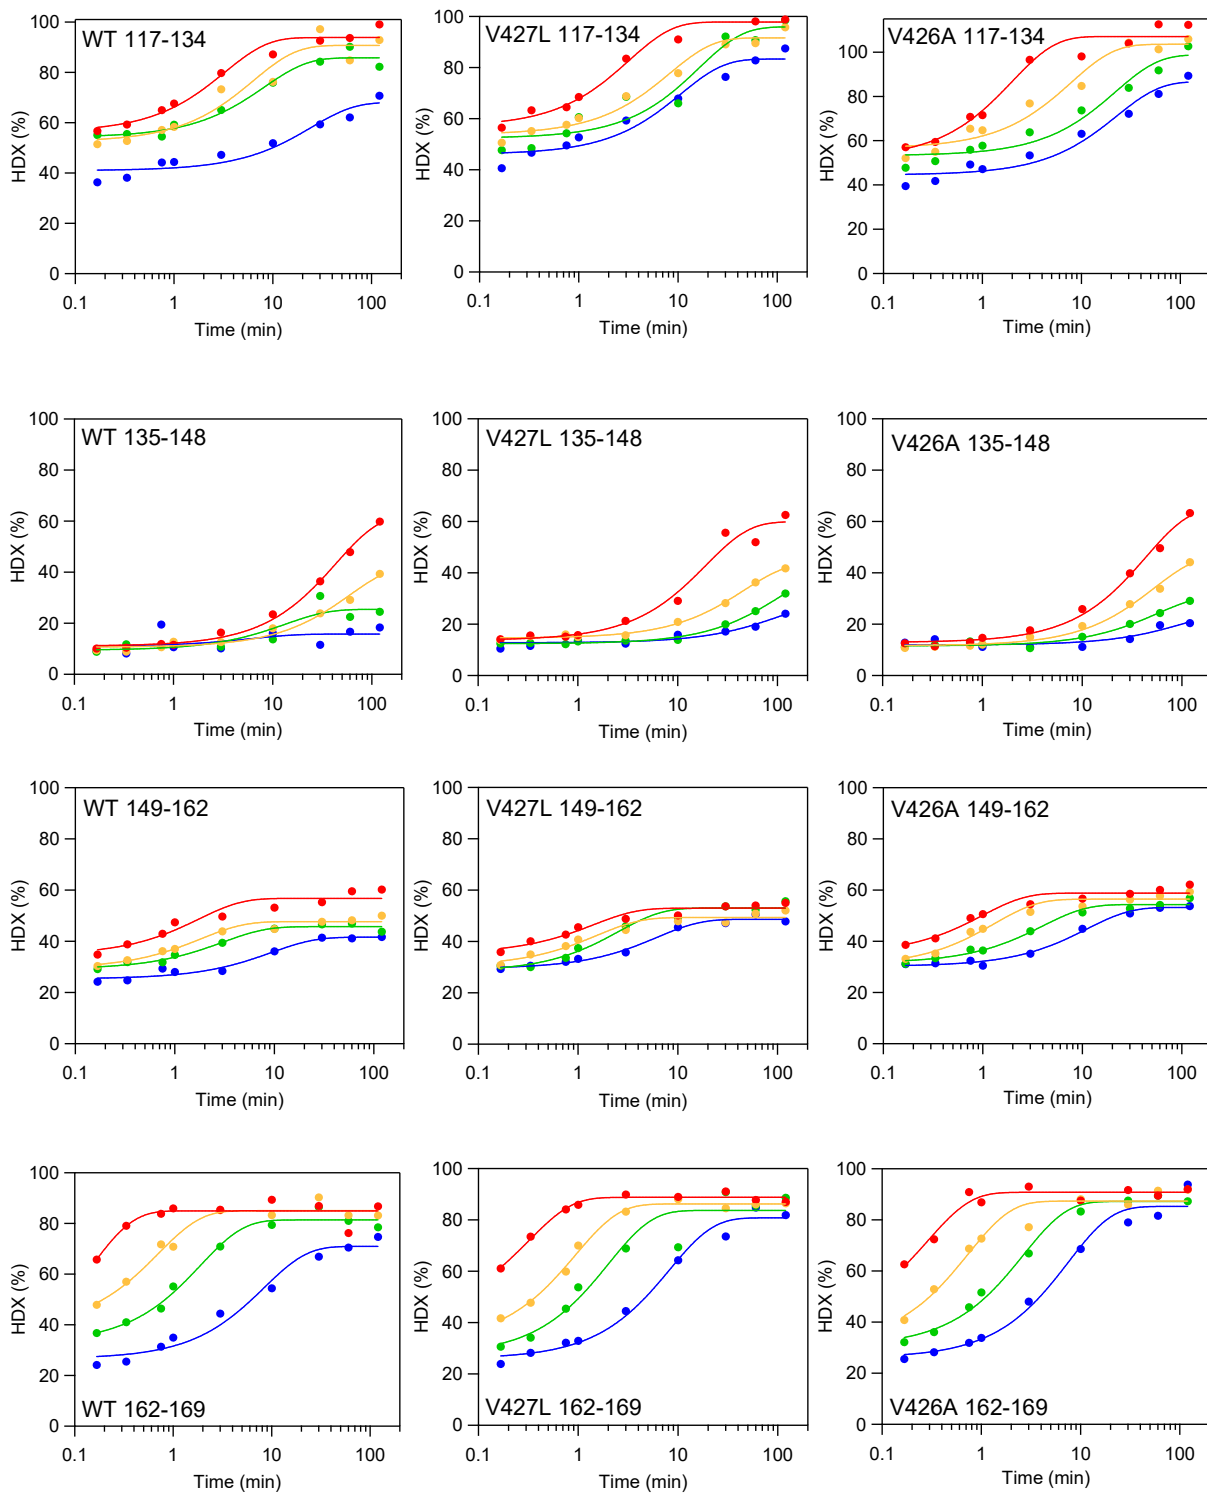 WT 117-134
HDX (%)
100
80
60
40
20
0
0.1 1 10 100
Time (min)
V427L 117-134
HDX (%)
100
80
60
40
20
0
0.1 1 10 100
Time (min)
V426A 117-134
HDX (%)
100
80
60
40
20
0
0.1 1 10 100
Time (min)
WT 135-148
HDX (%)
100
80
60
40
20
0
0.1 1 10 100
Time (min)
V427L 135-148
HDX (%)
100
80
60
40
20
0
0.1 1 10 100
Time (min)
V426A 135-148
HDX (%)
100
80
60
40
20
0
0.1 1 10 100
Time (min)
WT 149-162
HDX (%)
100
80
60
40
20
0
0.1 1 10 100
Time (min)
V427L 149-162
HDX (%)
100
80
60
40
20
0
0.1 1 10 100
Time (min)
V426A 149-162
HDX (%)
100
80
60
40
20
0
0.1 1 10 100
Time (min)
WT 162-169
HDX (%)
100
80
60
40
20
0
0.1 1 10 100
Time (min)
V427L 162-169
HDX (%)
100
80
60
40
20
0
0.1 1 10 100
Time (min)
V426A 162-169
HDX (%)
100
80
60
40
20
0
0.1 1 10 100
Time (min)